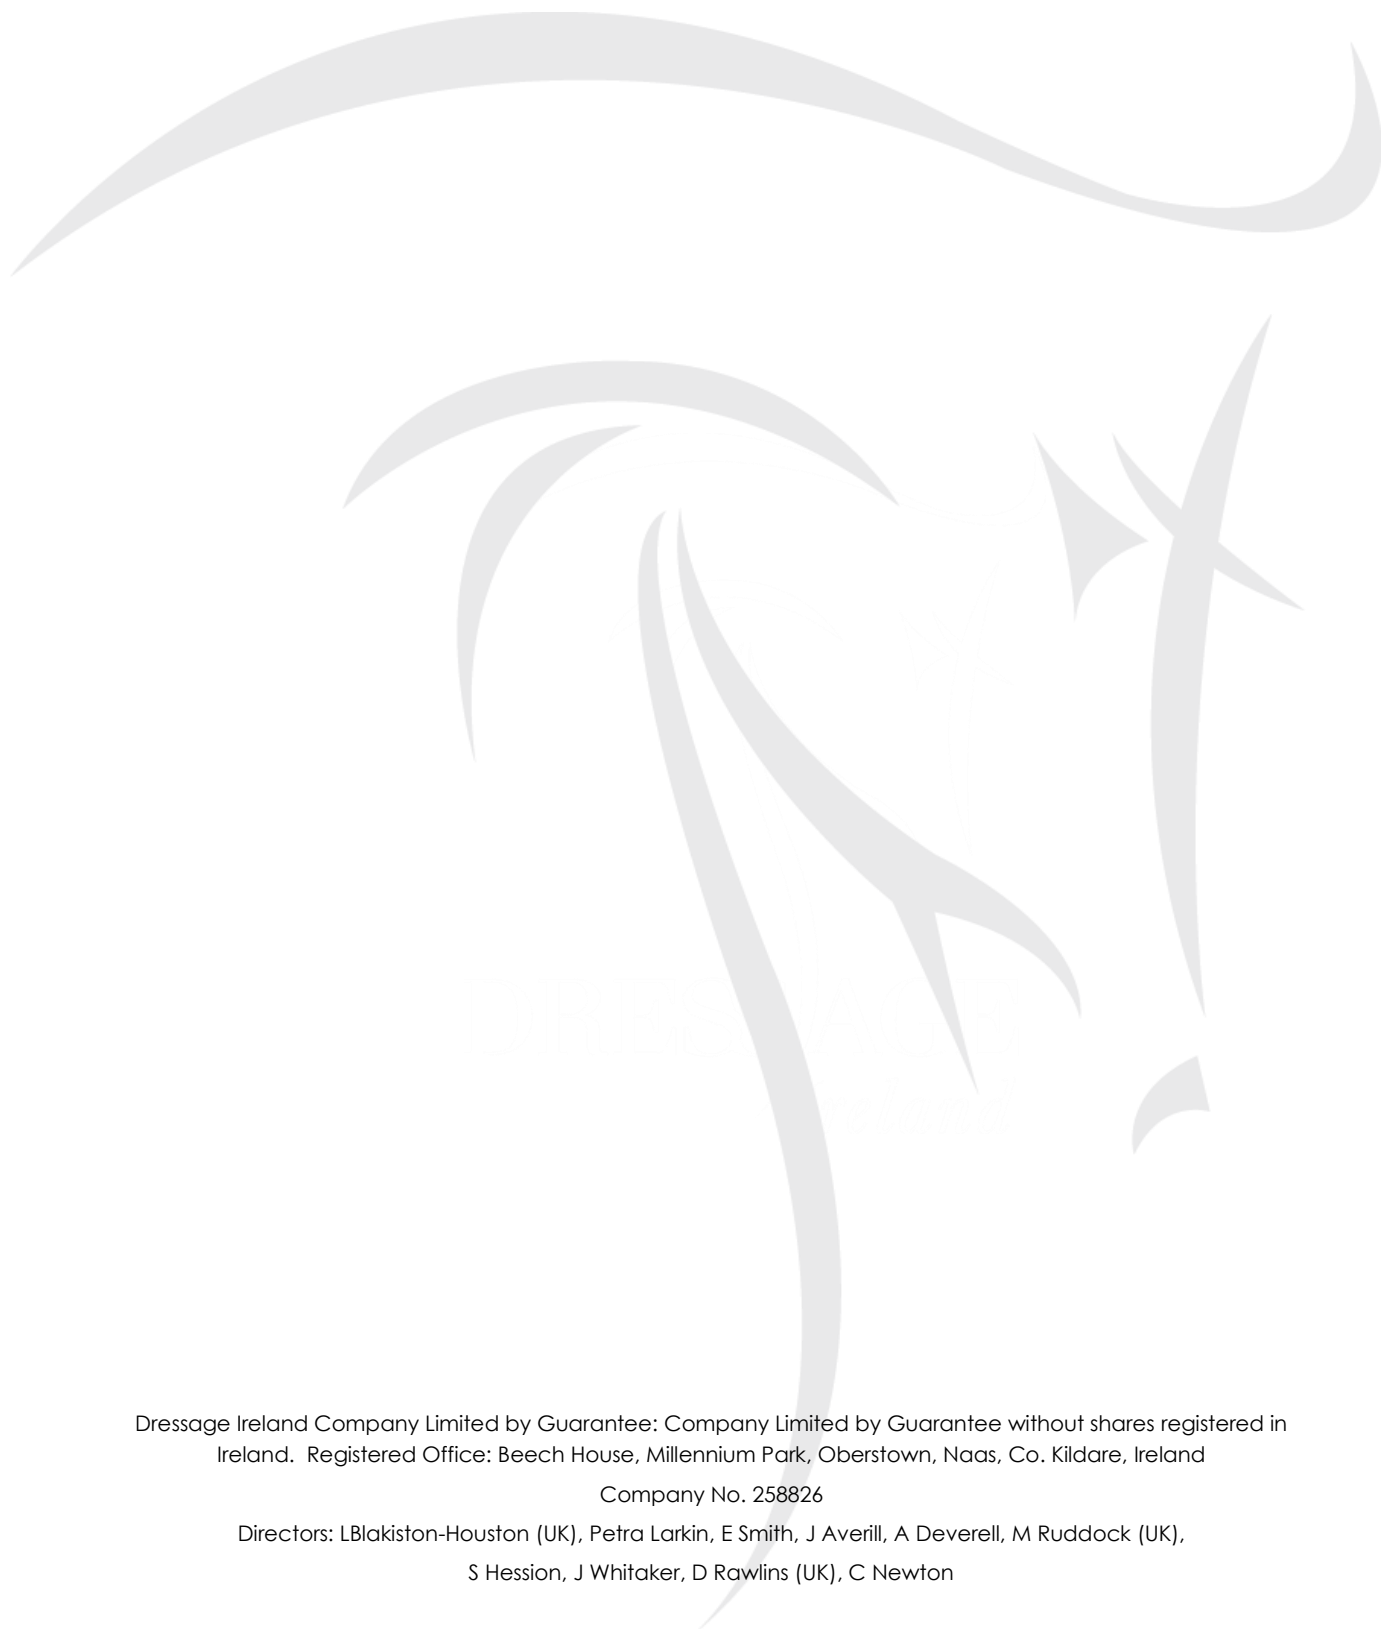 Dressage Ireland Company Limited by Guarantee: Company Limited by Guarantee without shares registered in
Ireland.  Registered Office: Beech House, Millennium Park, Oberstown, Naas, Co. Kildare, Ireland
Company No. 258826
Directors: LBlakiston-Houston (UK), Petra Larkin, E Smith, J Averill, A Deverell, M Ruddock (UK),
S Hession, J Whitaker, D Rawlins (UK), C Newton